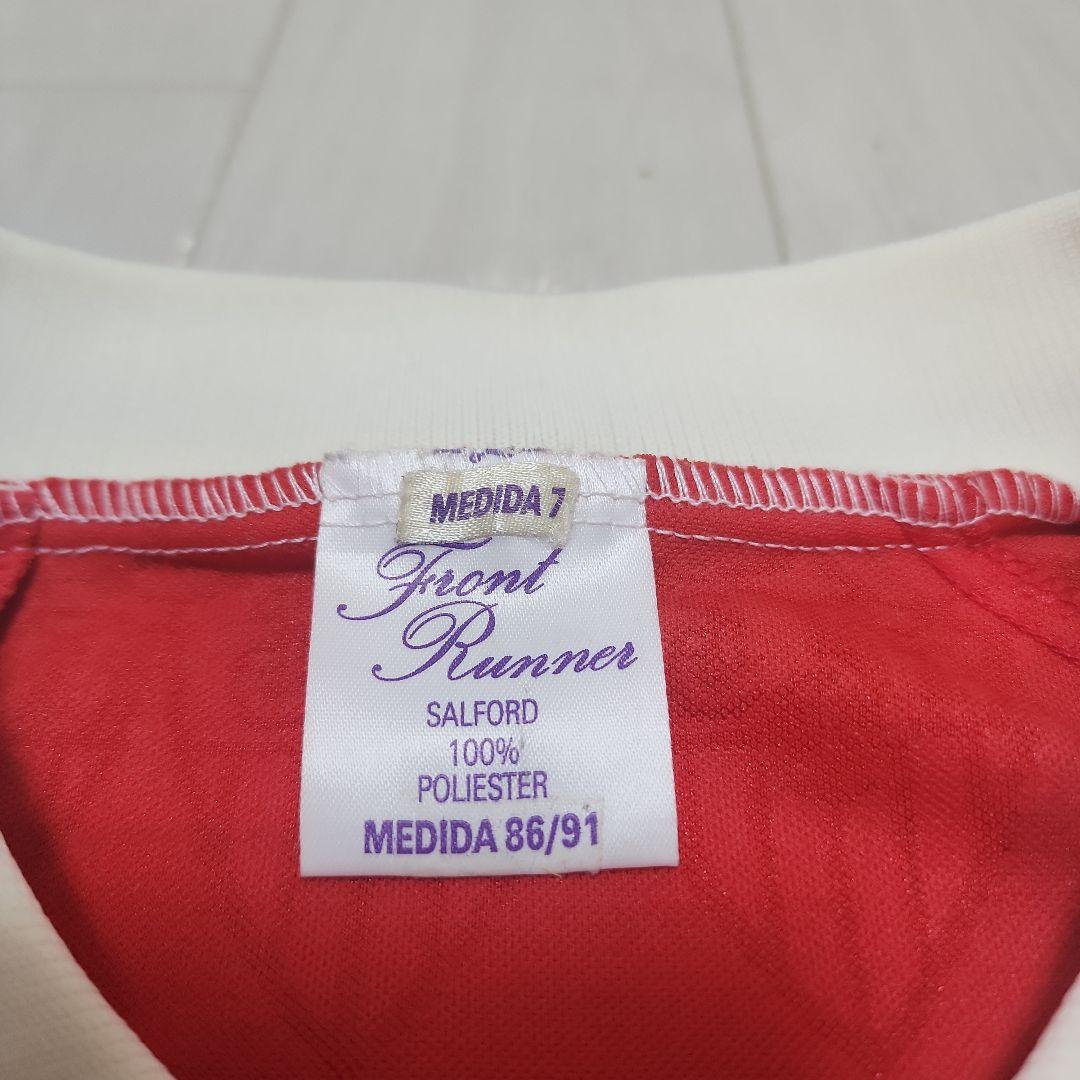 MEDIDA 7
Front
Runner
SALFORD
100%
POLIESTER
MEDIDA 86/91